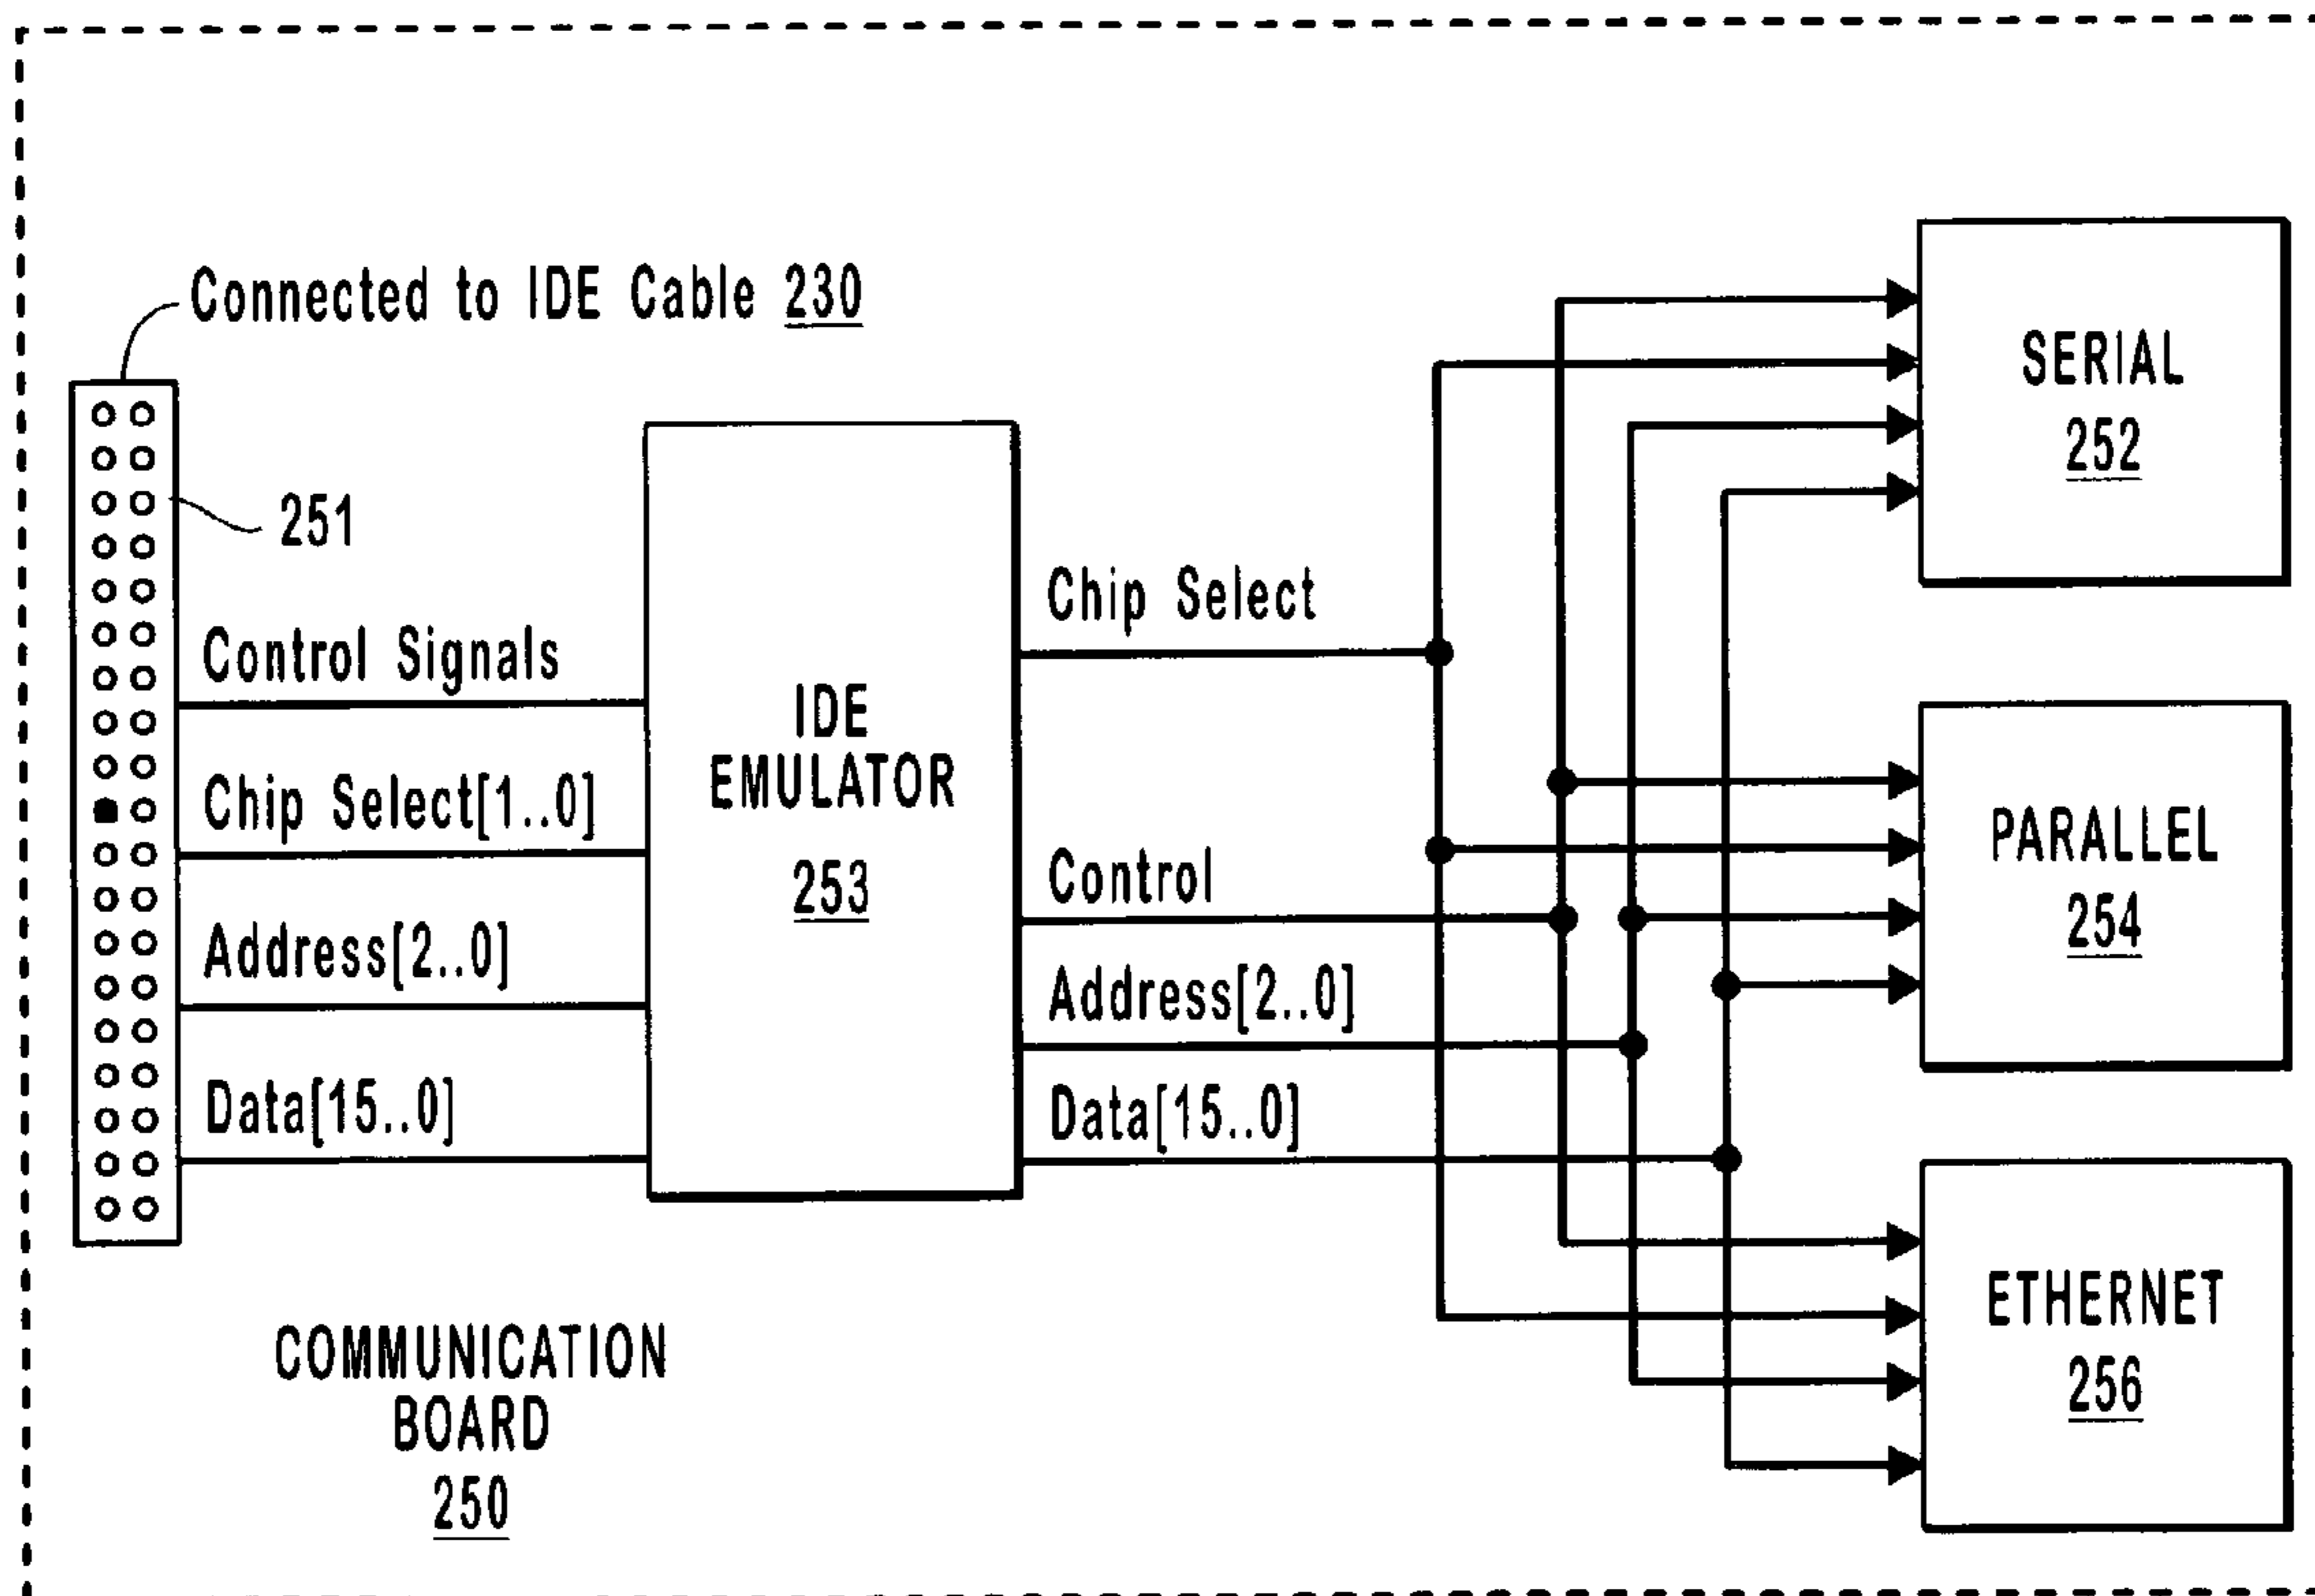 Connected to IDE Cable 230
251
Control Signals
Chip Select[1..0]
Address[2..0]
Data[15..0]
IDE
EMULATOR
253
Chip Select
Control
Address[2..0]
Data[15..0]
SERIAL
252
PARALLEL
254
ETHERNET
256
COMMUNICATION
BOARD
250